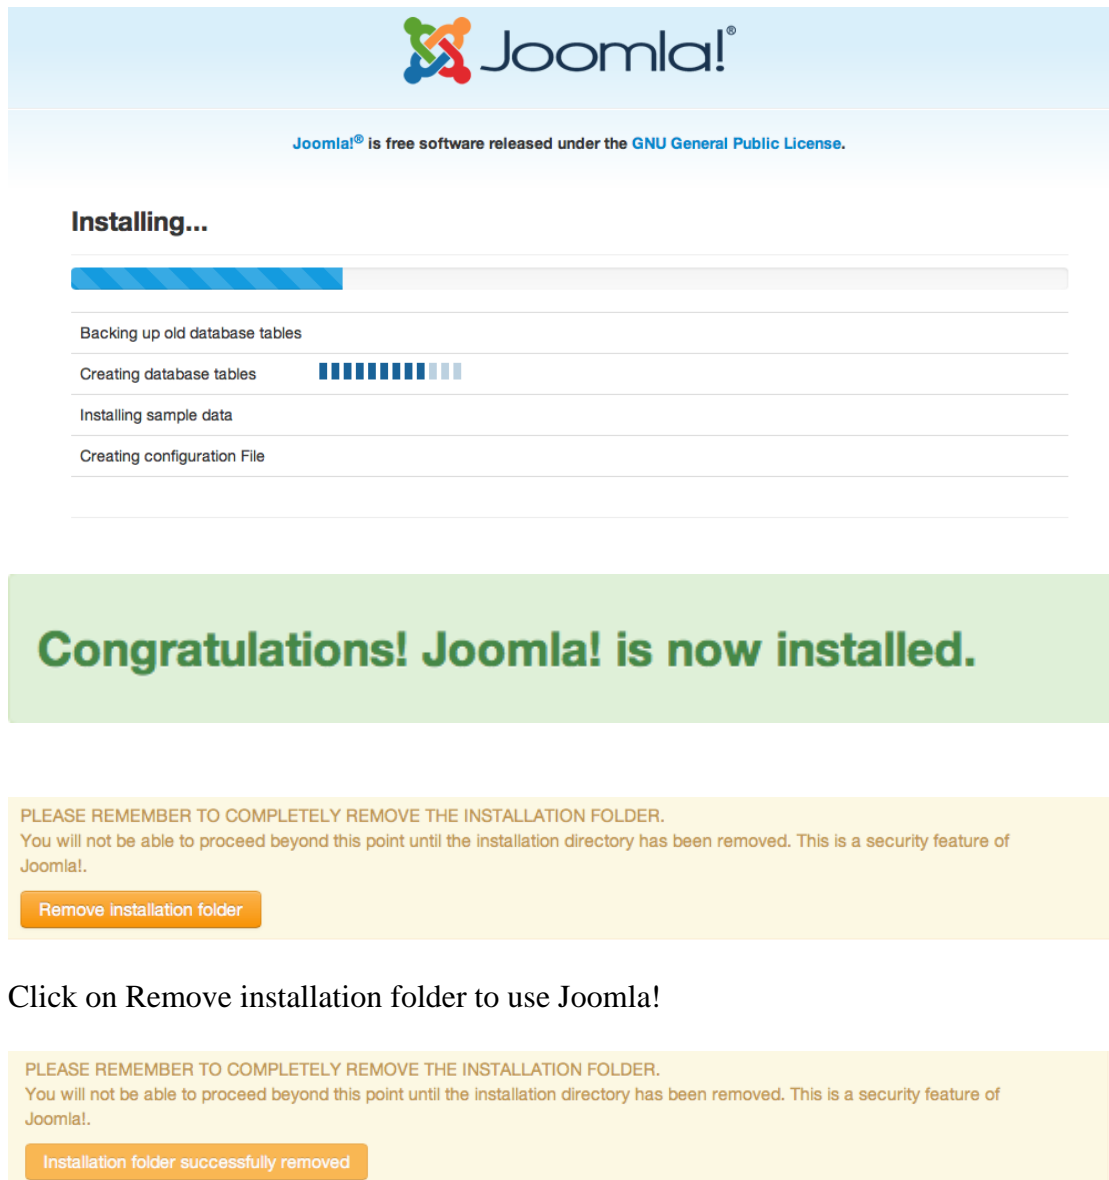 Joomla!®
Joomla!® is free software released under the GNU General Public License.
Installing...
Backing up old database tables
Creating database tables
Installing sample data
Creating configuration File
Congratulations! Joomla! is now installed.
PLEASE REMEMBER TO COMPLETELY REMOVE THE INSTALLATION FOLDER.
You will not be able to proceed beyond this point until the installation directory has been removed. This is a security feature of
Joomla!.
Remove installation folder
Click on Remove installation folder to use Joomla!
PLEASE REMEMBER TO COMPLETELY REMOVE THE INSTALLATION FOLDER.
You will not be able to proceed beyond this point until the installation directory has been removed. This is a security feature of
Joomla!.
Installation folder successfully removed